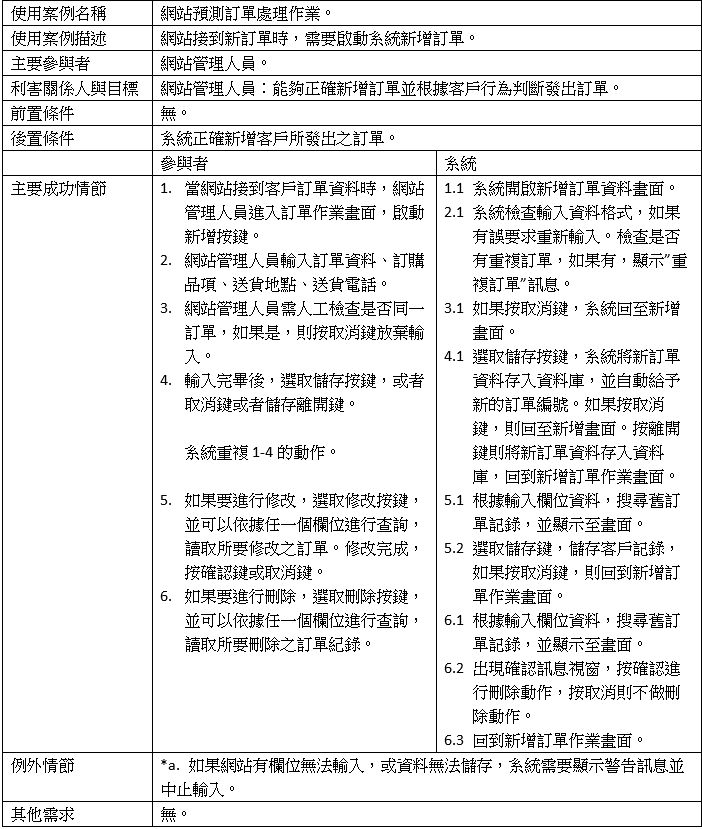 使用案例名稱 網站預測訂單處理作業。
使用案例描述 網站接到新訂單時，需要啟動系統新增訂單。
主要參與者 網站管理人員。
利害關係人與目標 網站管理人員：能夠正確新增訂單並根據客戶行為判斷發出訂單。
前置條件 無。
後置條件 系統正確新增客戶所發出之訂單。
參與者 系統
主要成功情節
1. 當網站接到客戶訂單資料時，網
站管理人員進入訂單作業畫面，啟動
新增按鍵。
2. 網站管理人員輸入訂單資料、訂購
品項、送貨地點、送貨電話。
3. 網站管理人員需人工檢查是否同一
訂單，如果是，則按取消鍵放棄輸
入。
4. 輸入完畢後，選取儲存按鍵，或者
取消鍵或者儲存離開鍵。
系統重複 1-4 的動作。
5. 如果要進行修改，選取修改按鍵，
並可以依據任一個欄位進行查詢，
讀取所要修改之訂單。修改完成，
按確認鍵或取消鍵。
6. 如果要進行刪除，選取刪除按鍵，
並可以依據任一個欄位進行查詢，
讀取所要刪除之訂單紀錄。
1.1 系統開啟新增訂單資料畫面。
2.1 系統檢查輸入資料格式，如果
有誤要求重新輸入。檢查是否
有重複訂單，如果有，顯示”重
複訂單”訊息。
3.1 如果按取消鍵，系統回至新增
畫面。
4.1 選取儲存按鍵，系統將新訂單
資料存入資料庫，並自動給予
新的訂單編號。如果按取消
鍵，則回至新增畫面。按離開
鍵則將新訂單資料存入資料
庫，回到新增訂單作業畫面。
5.1 根據輸入欄位資料，搜尋舊訂
單記錄，並顯示至畫面。
5.2 選取儲存鍵，儲存客戶記錄，
如果按取消鍵，則回到新增訂
單作業畫面。
6.1 根據輸入欄位資料，搜尋舊訂
單記錄，並顯示至畫面。
6.2 出現確認訊息視窗，按確認進
行刪除動作，按取消則不做刪
除動作。
6.3 回到新增訂單作業畫面。
例外情節 *a. 如果網站有欄位無法輸入，或資料無法儲存，系統需要顯示警告訊息並
中止輸入。
其他需求 無。